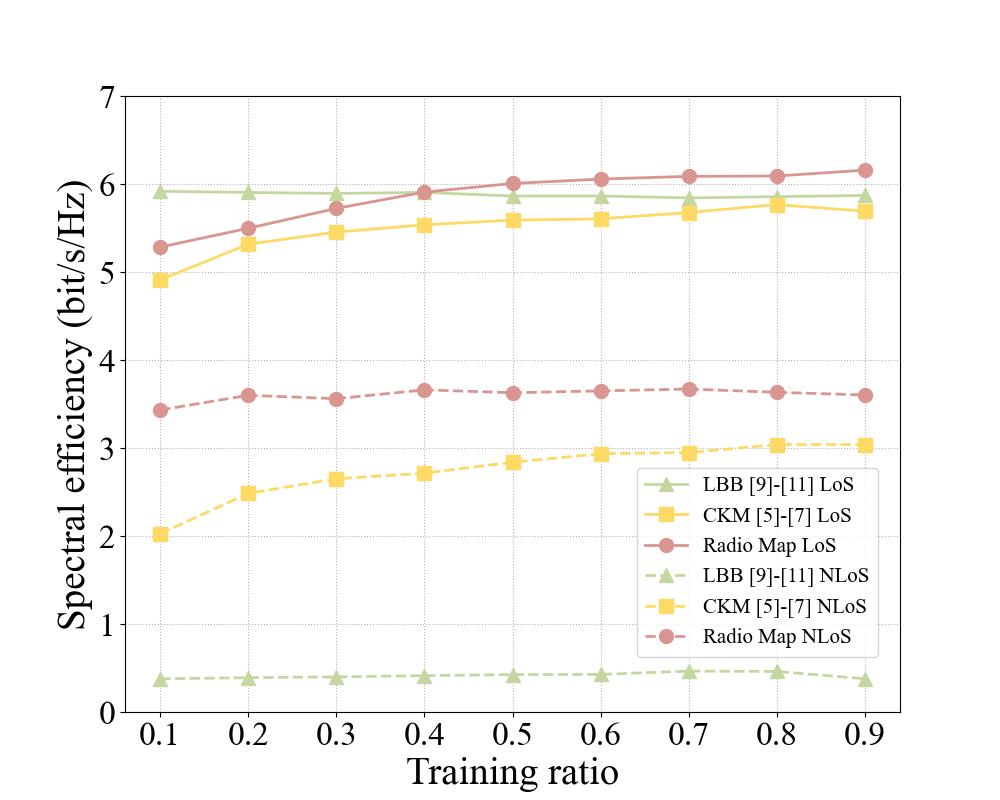 7
6
5
4
3
2
1
0
Spectral efficiency (bit/s/Hz)
LBB [9]-[11] LoS
CKM [5]-[7] LoS
Radio Map LoS
LBB [9]-[11] NLoS
CKM [5]-[7] NLoS
Radio Map NLoS
0.1 0.2 0.3 0.4 0.5 0.6 0.7 0.8 0.9
Training ratio